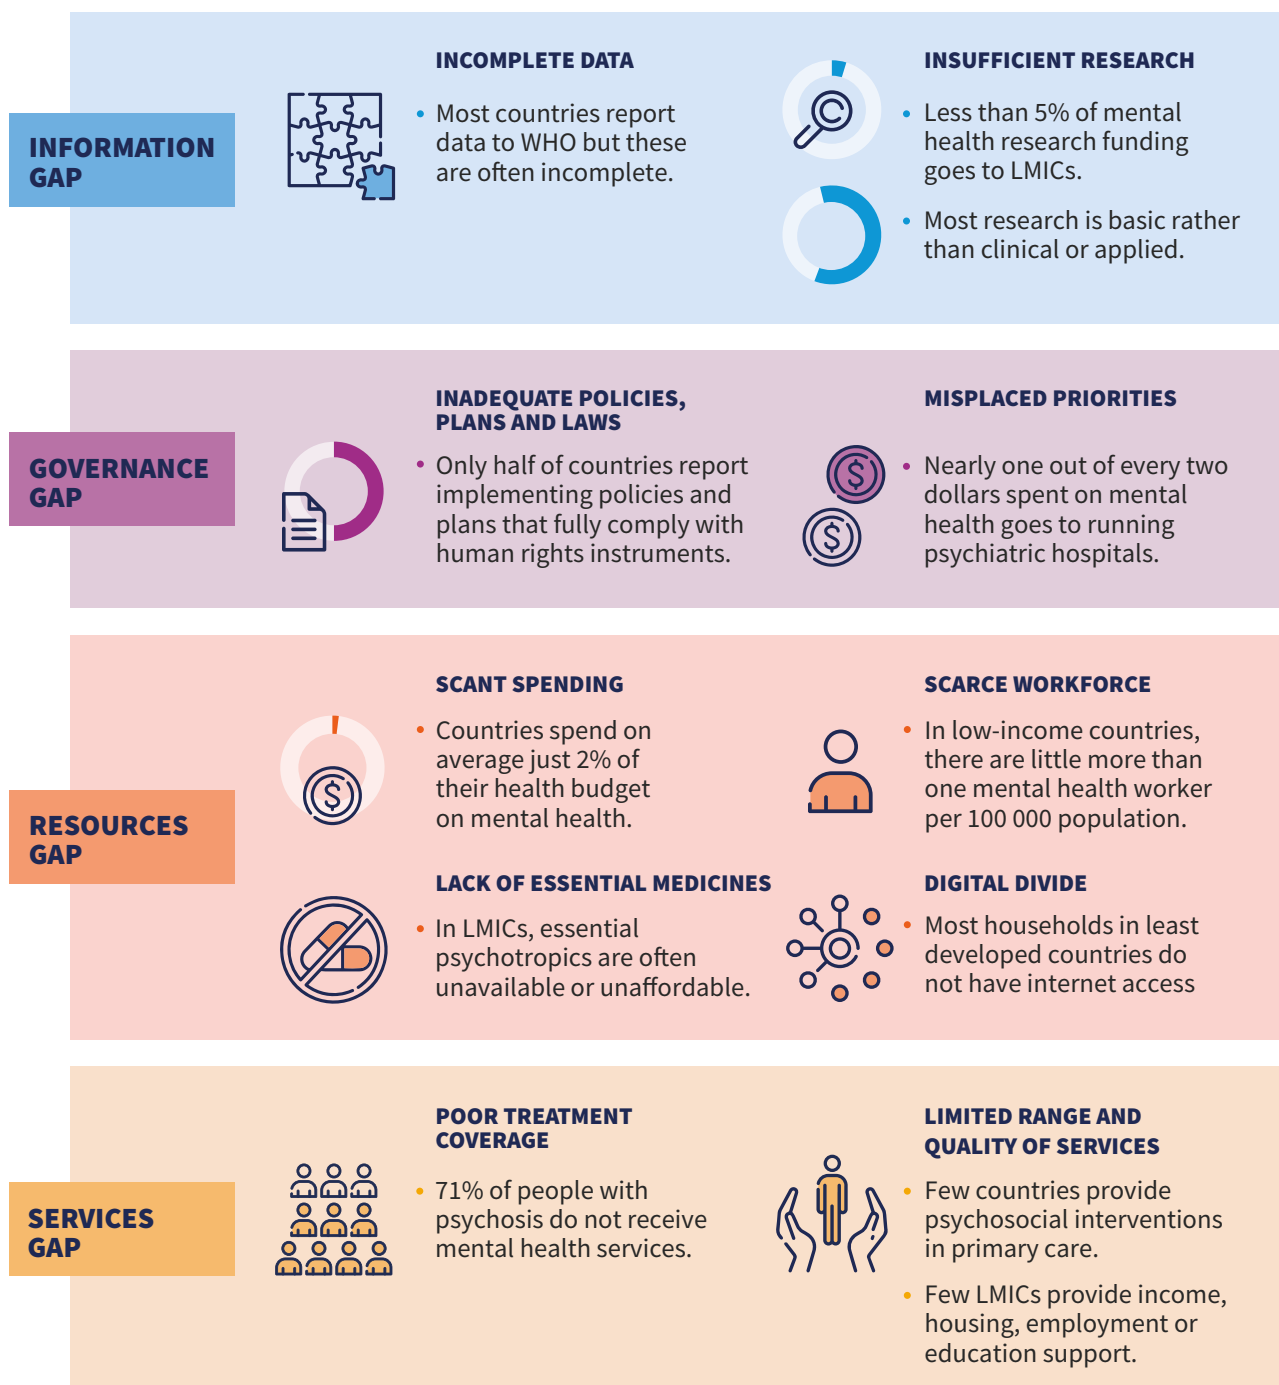 INFORMATION
GAP
INCOMPLETE DATA
• Most countries report
data to WHO but these
are often incomplete.
INSUFFICIENT RESEARCH
• Less than 5% of mental
health research funding
goes to LMICs.
• Most research is basic rather
than clinical or applied.
GOVERNANCE
GAP
INADEQUATE POLICIES,
PLANS AND LAWS
• Only half of countries report
implementing policies and
plans that fully comply with
human rights instruments.
MISPLACED PRIORITIES
$
$
• Nearly one out of every two
dollars spent on mental
health goes to running
psychiatric hospitals.
RESOURCES
GAP
SCANT SPENDING
$
• Countries spend on
average just 2% of
their health budget
on mental health.
SCARCE WORKFORCE
• In low-income countries,
there are little more than
one mental health worker
per 100 000 population.
LACK OF ESSENTIAL MEDICINES
• In LMICs, essential
psychotropics are often
unavailable or unaffordable.
DIGITAL DIVIDE
• Most households in least
developed countries do
not have internet access
SERVICES
GAP
POOR TREATMENT
COVERAGE
• 71% of people with
psychosis do not receive
mental health services.
LIMITED RANGE AND
QUALITY OF SERVICES
• Few countries provide
psychosocial interventions
in primary care.
• Few LMICs provide income,
housing, employment or
education support.